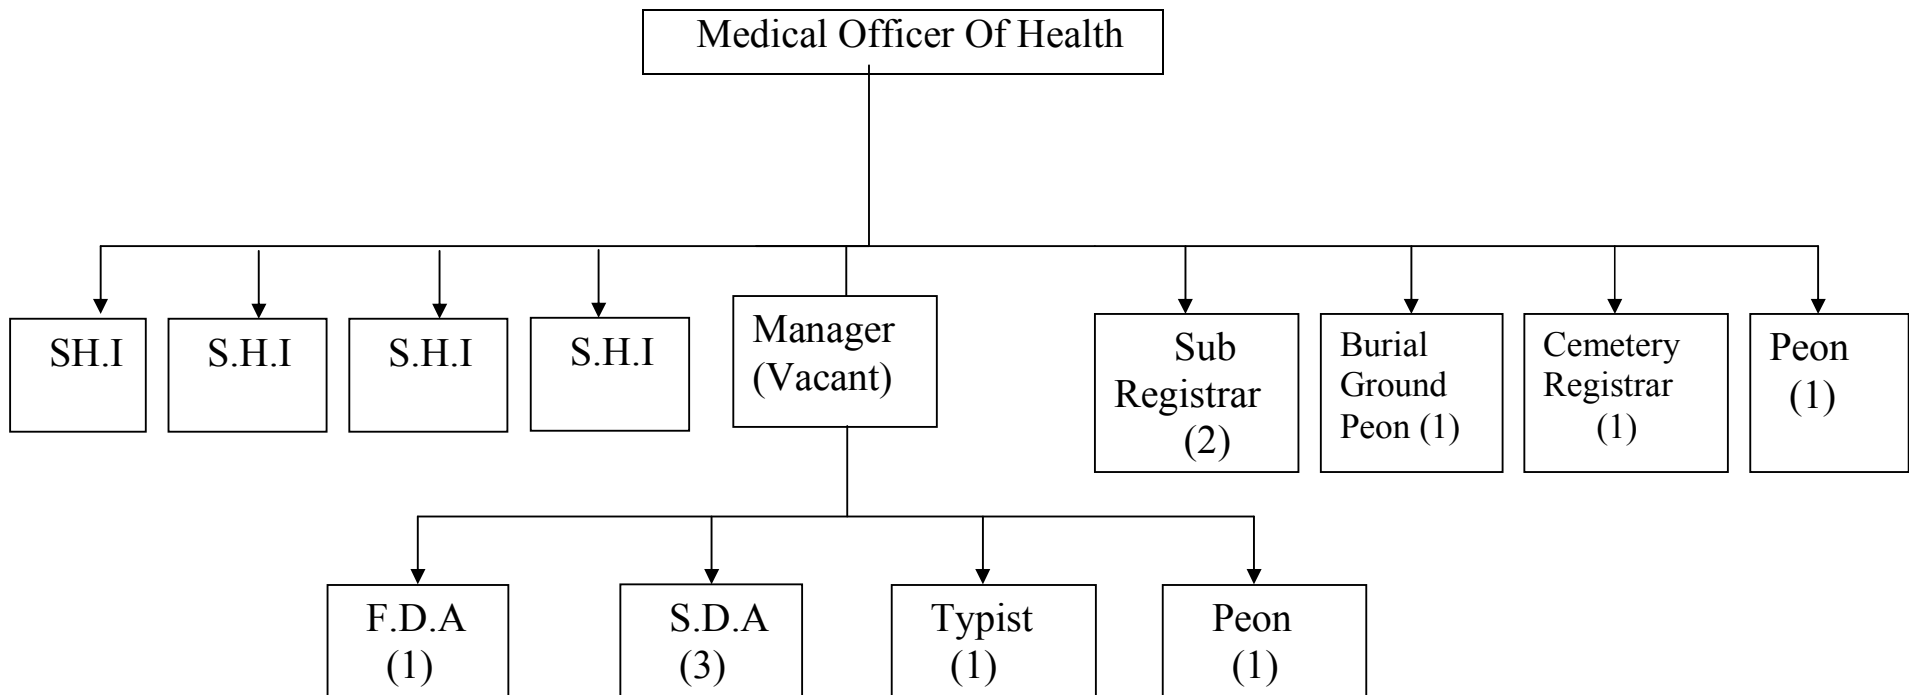 Medical Officer Of Health
SH.I
S.H.I
S.H.I
S.H.I
Manager
(Vacant)
Sub
Registrar
(2)
Burial
Ground
Peon (1)
Cemetery
Registrar
(1)
Peon
(1)
F.D.A
(1)
S.D.A
(3)
Typist
(1)
Peon
(1)